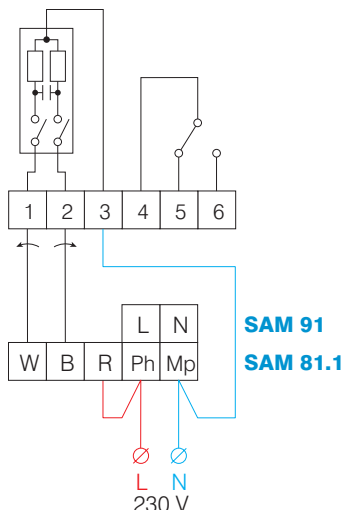 1 2 3 4 5 6
L N SAM 91
W B R Ph Mp SAM 81.1
L N
230 V